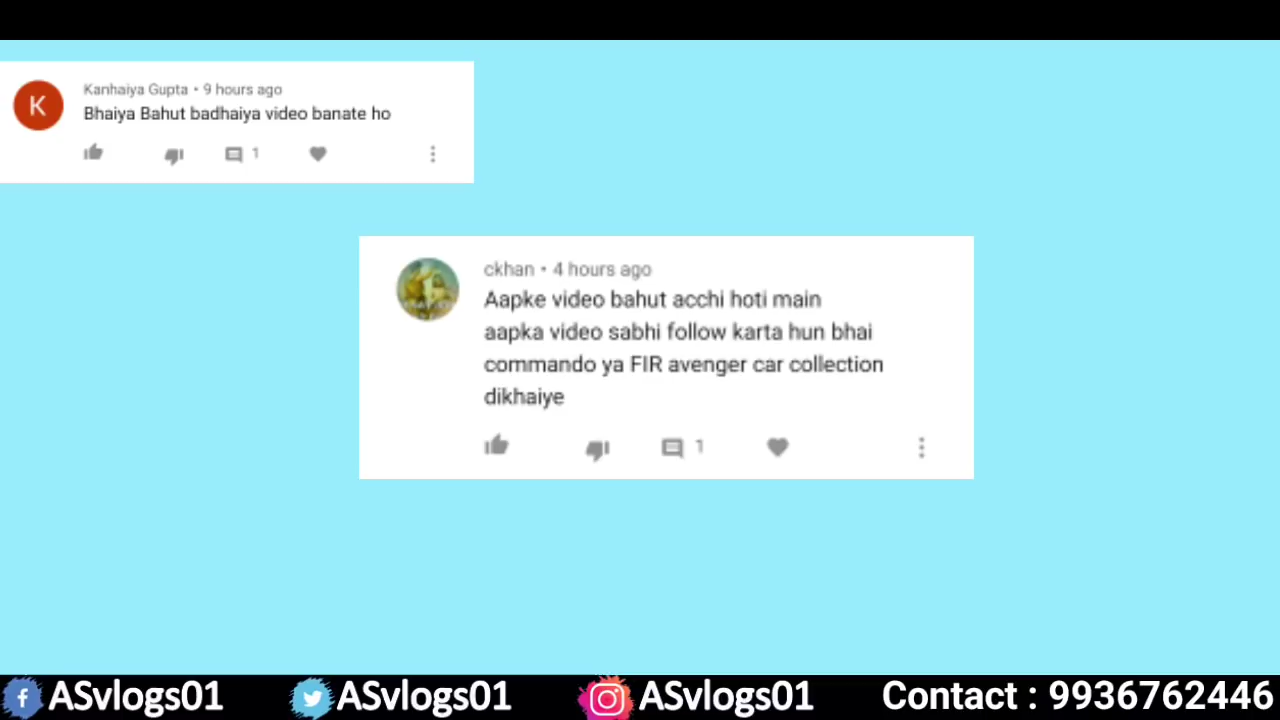 Kanhaiya Gupta • 9 hours ago
K
Bhaiya Bahut badhaiya video banate ho
1
ckhan • 4 hours ago
Aapke video bahut acchi hoti main
aapka video sabhi follow karta hun bhai
commando ya FIR avenger car collection
dikhaiye
1
ASvlogs01 ASvlogs01 ASvlogs01 Contact : 9936762446